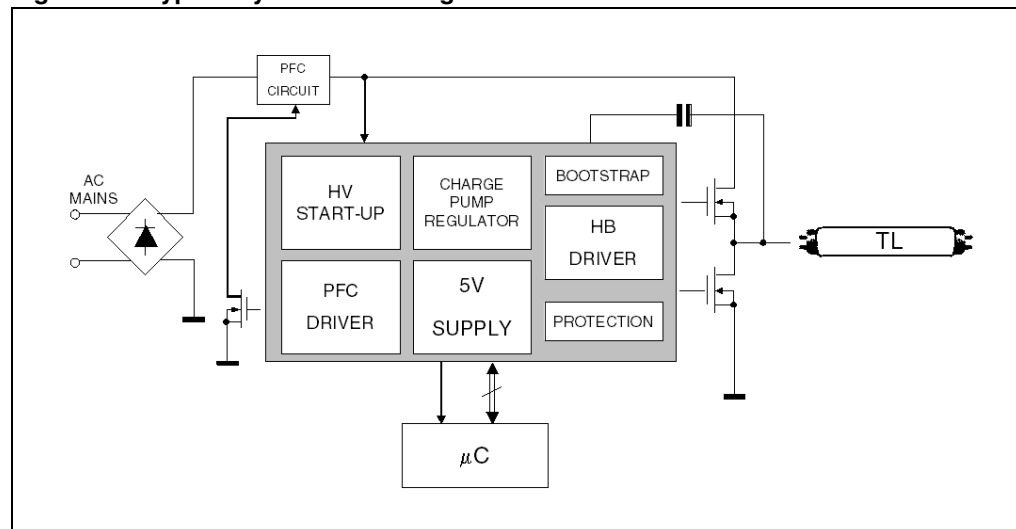 PFC
CIRCUIT
AC
MAINS
HV
START-UP
CHARGE
PUMP
REGULATOR
BOOTSTRAP
HB
DRIVER
PFC
DRIVER
5V
SUPPLY
PROTECTION
TL
μC